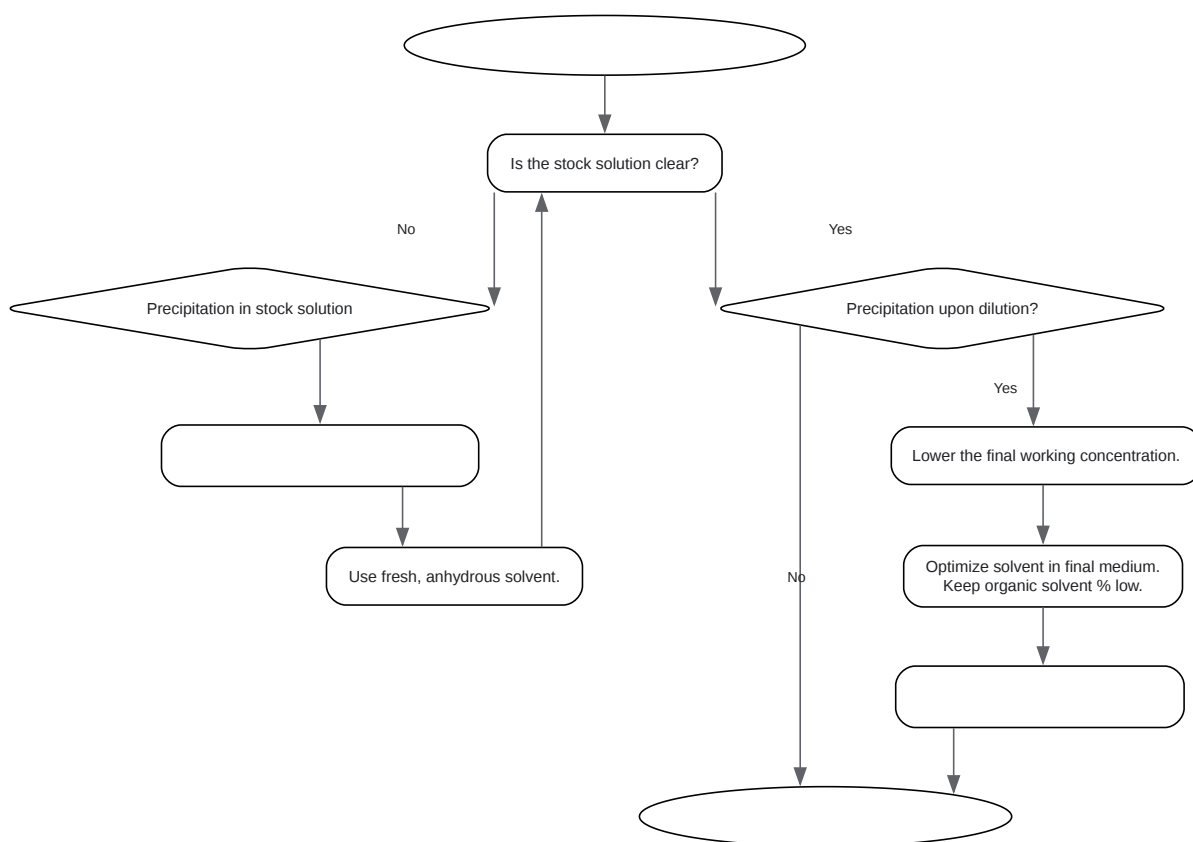 Is the stock solution clear?
No
Yes
Precipitation in stock solution
Precipitation upon dilution?
Yes
Lower the final working concentration.
Use fresh, anhydrous solvent.
No
Optimize solvent in final medium.
Keep organic solvent % low.